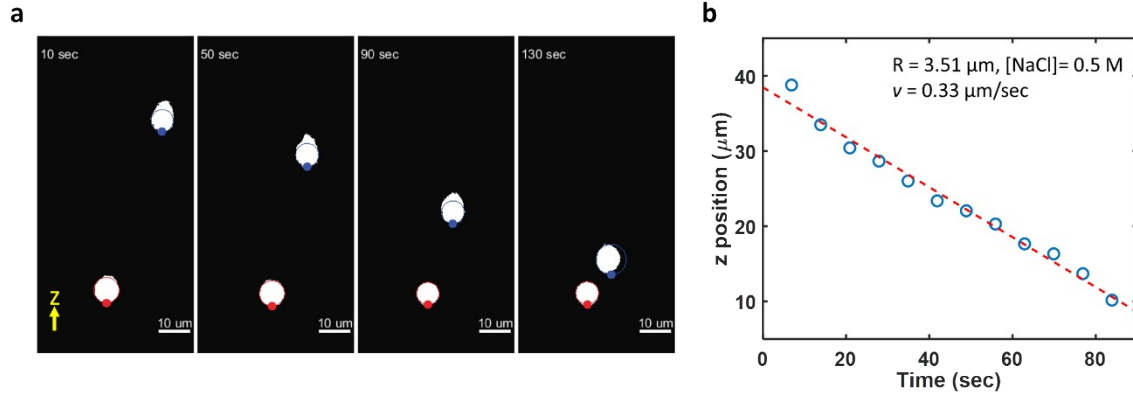 a
10 sec
50 sec
90 sec
130 sec
Z
10 um
10 um
10 um
10 um
b
R = 3.51 μm, [NaCl]= 0.5 M
v = 0.33 μm/sec
40
30
20
10
z position (μm)
0
20
40
60
80
Time (sec)